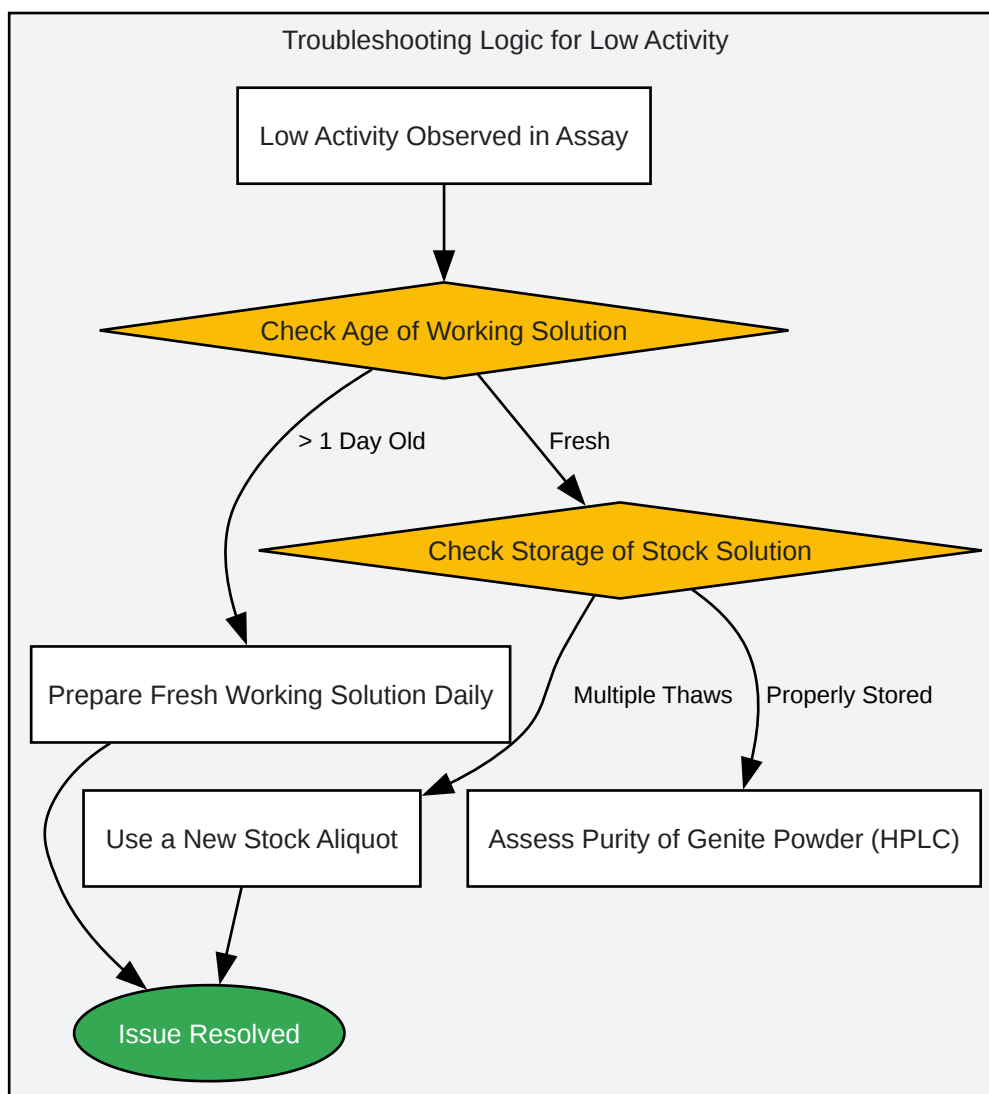 Troubleshooting Logic for Low Activity
Low Activity Observed in Assay
Check Age of Working Solution
> 1 Day Old
Fresh
Check Storage of Stock Solution
Prepare Fresh Working Solution Daily
Multiple Thaws
Properly Stored
Use a New Stock Aliquot
Assess Purity of Genite Powder (HPLC)
Issue Resolved